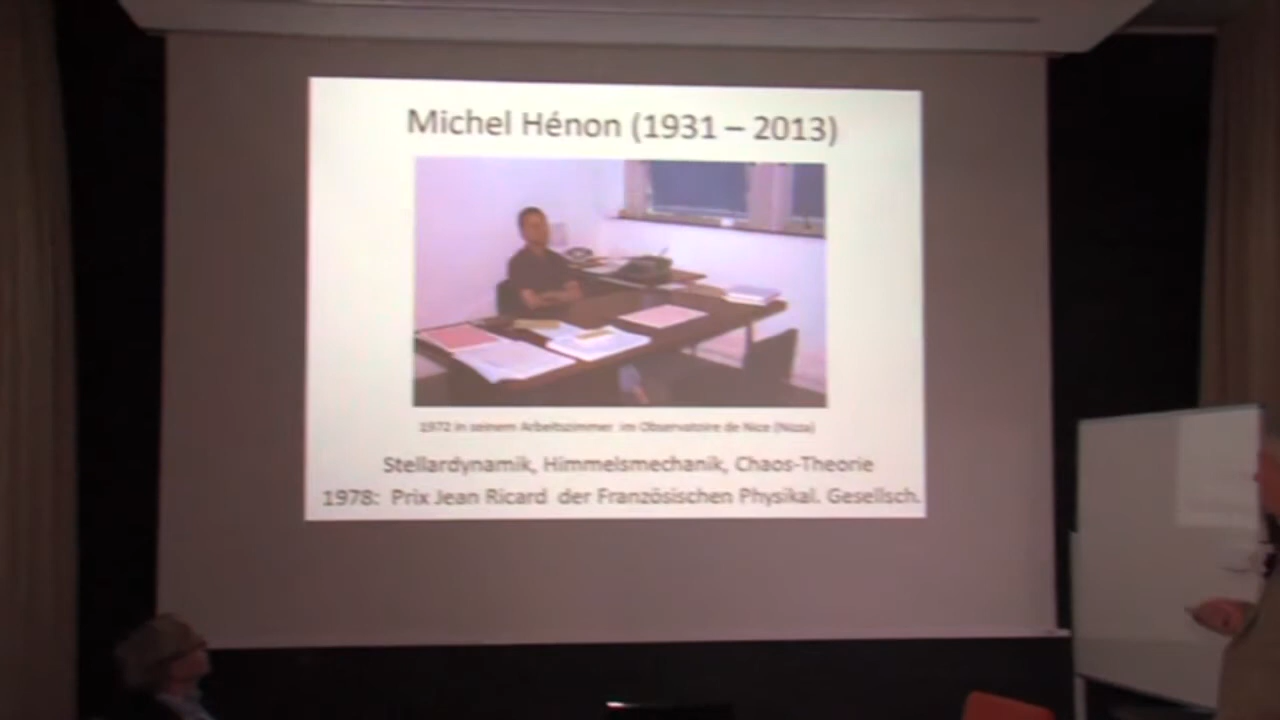 Michel Hénon (1931 – 2013)
1972 in seinem Arbeitszimmer im Observatoire de Nice (Nizza)
Stellardynamik, Himmelsmechanik, Chaos-Theorie
1978: Prix Jean Ricard der Französischen Physikal. Gesellsch.